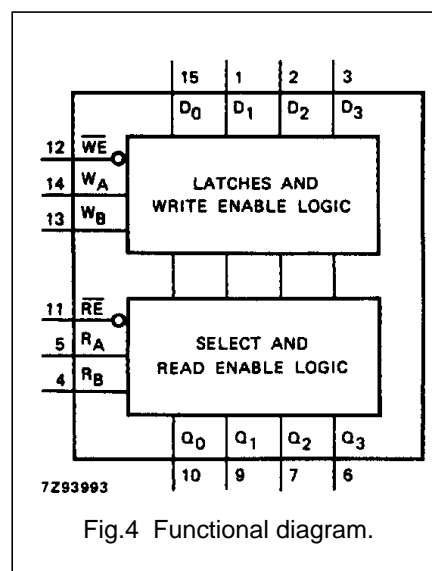 15 1 2 3
D0 D1 D2 D3
12 WE
14 WA
13 WB
LATCHES AND
WRITE ENABLE LOGIC
11 RE
5 RA
4 RB
SELECT AND
READ ENABLE LOGIC
Q0 Q1 Q2 Q3
10 9 7 6
7Z93993
Fig.4 Functional diagram.